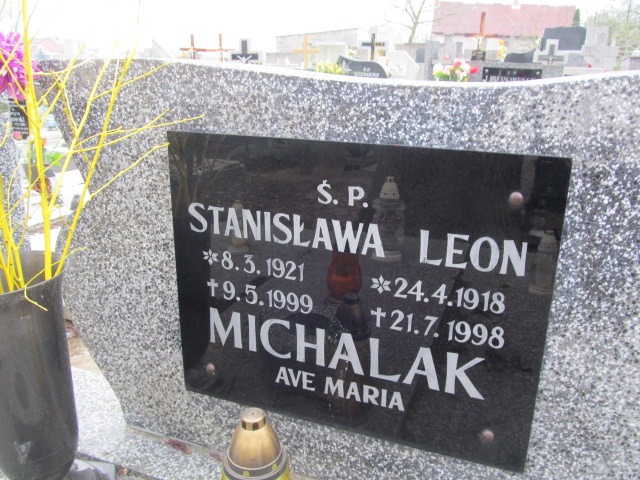 Ś. P.
STANISŁAWA LEON
*8.3.1921 *24.4.1918
†9.5.1999 †21.7.1998
MICHALAK
AVE MARIA